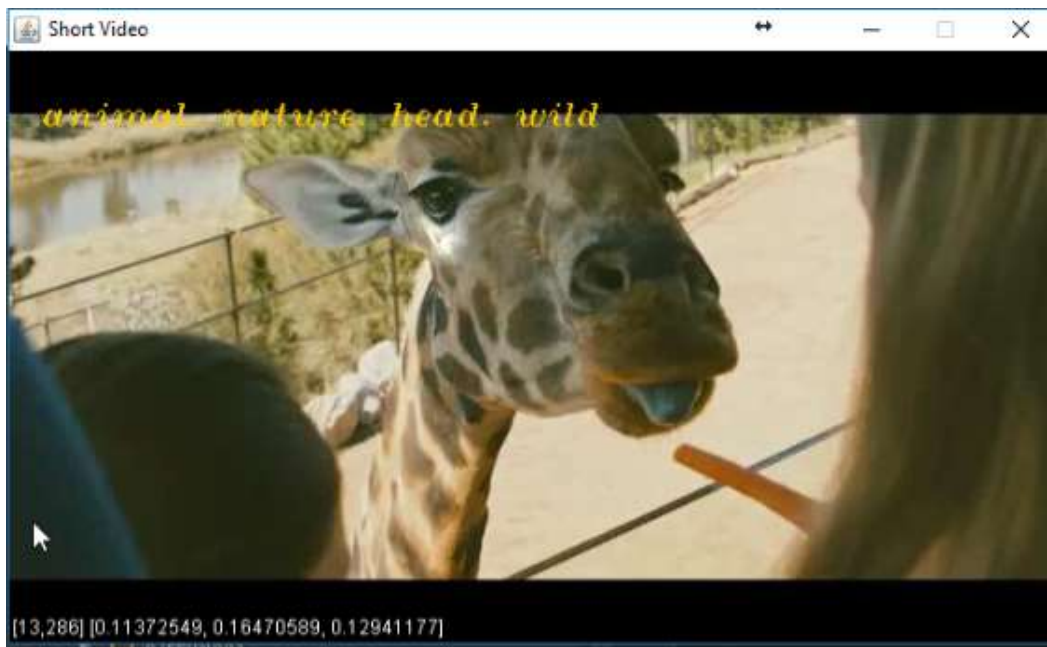 Short Video
animal. nature. head. wild
[13,286] [0.11372549, 0.16470589, 0.12941177]